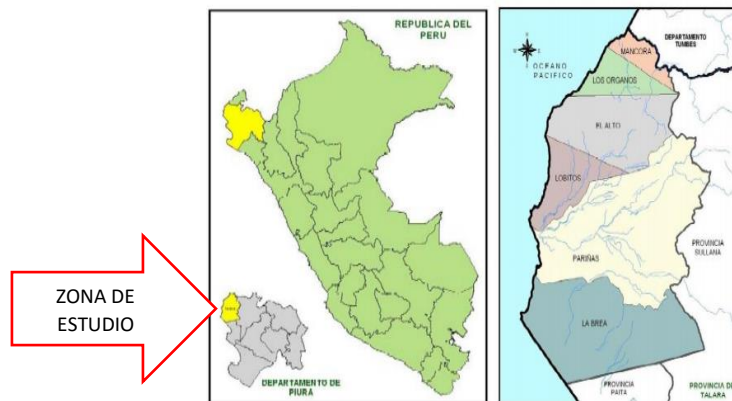 REPUBLICA DEL
PERU
ZONA DE
ESTUDIO
DEPARTAMENTO DE
PIURA
DEPARTAMENTO
TUMBES
MANCORA
OCEANO
PACIFICO
LOS ORGANOS
EL ALTO
LOBITOS
PROVINCIA
SULLANA
PARIÑAS
LA BREA
PROVINCIA DE
TALARA
PROVINCIA
PAITA